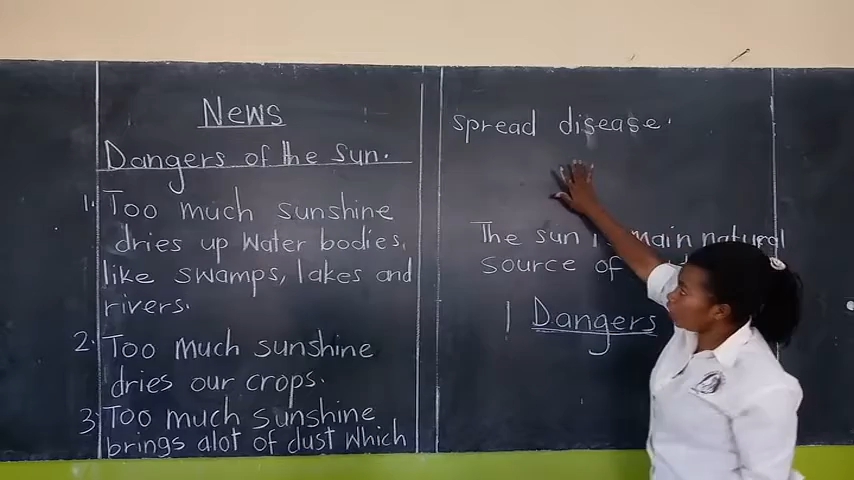 News
Dangers of the sun.
1. Too much sunshine
dries up Water bodies,
like swamps, lakes and
rivers.
2. Too much sunshine
dries our crops.
3. Too much sunshine
brings alot of dust which
spread disease.
The sun main natural
source of
Dangers